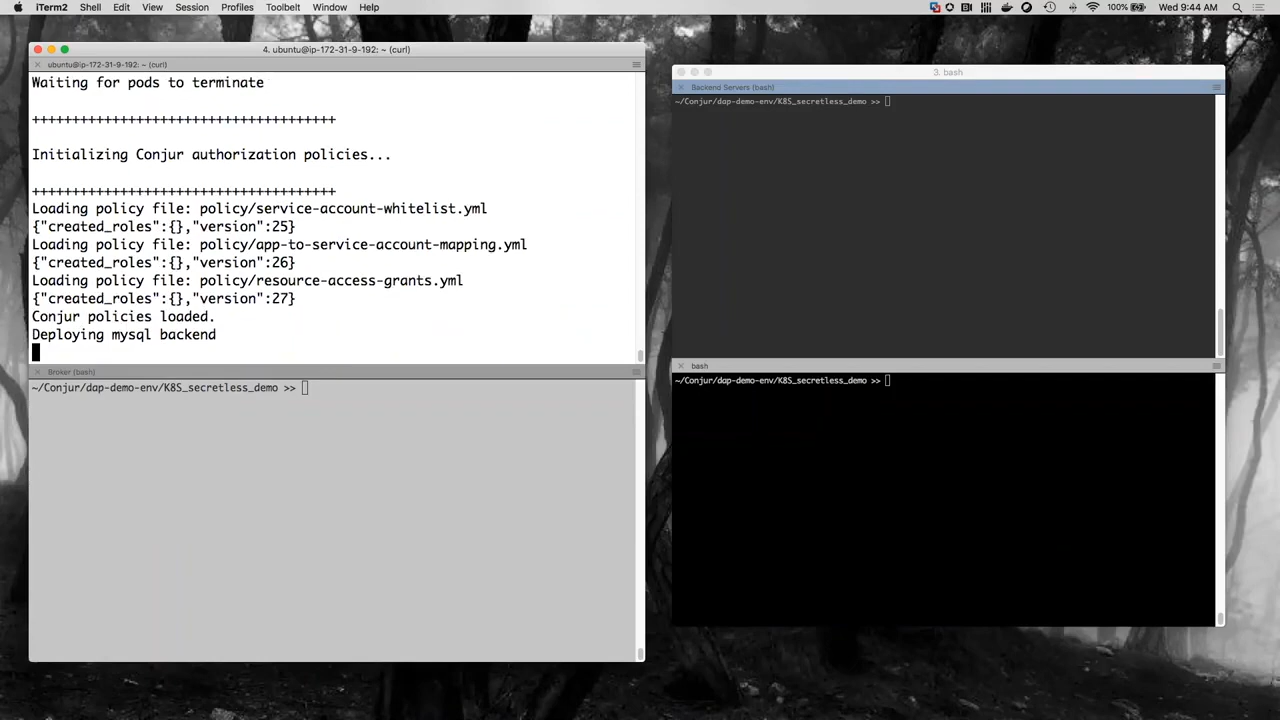 iTerm2 Shell Edit View Session Profiles Toolbelt Window Help 100% Wed 9:44 AM
4. ubuntu@ip-172-31-9-192: ~ (curl)
ubuntu@ip-172-31-9-192: ~ (curl)
Waiting for pods to terminate
++++++++++++++++++++++++++++++++++++++
Initializing Conjur authorization policies...
++++++++++++++++++++++++++++++++++++++
Loading policy file: policy/service-account-whitelist.yml
{"created_roles":{},"version":25}
Loading policy file: policy/app-to-service-account-mapping.yml
{"created_roles":{},"version":26}
Loading policy file: policy/resource-access-grants.yml
{"created_roles":{},"version":27}
Conjur policies loaded.
Deploying mysql backend
Broker (bash)
~/Conjur/dap-demo-env/K8S_secretless_demo >>
3. bash
Backend Servers (bash)
~/Conjur/dap-demo-env/K8S_secretless_demo >>
bash
~/Conjur/dap-demo-env/K8S_secretless_demo >>